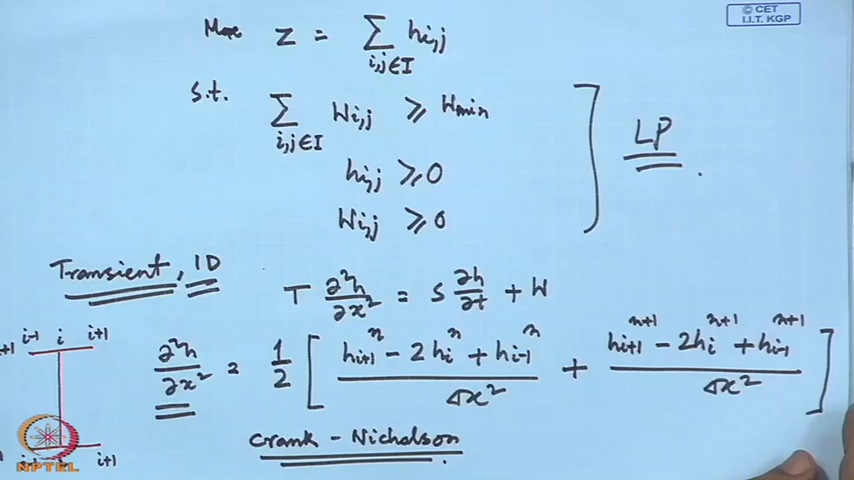 © CET
I.I.T. KGP
Max Z = ∑ hi,j
i,j∈I
s.t. ∑ Wi,j ≥ Wmin
i,j∈I
hi,j ≥ 0
Wi,j ≥ 0
LP
Transient, 1D
T ∂²h/∂x² = S ∂h/∂t + W
i-1 i i+1
∂²h/∂x² = 1/2 [ (hi+1^n - 2hi^n + hi-1^n)/Δx² + (hi+1^n+1 - 2hi^n+1 + hi-1^n+1)/Δx² ]
Crank - Nicholson
i+1
NPTEL